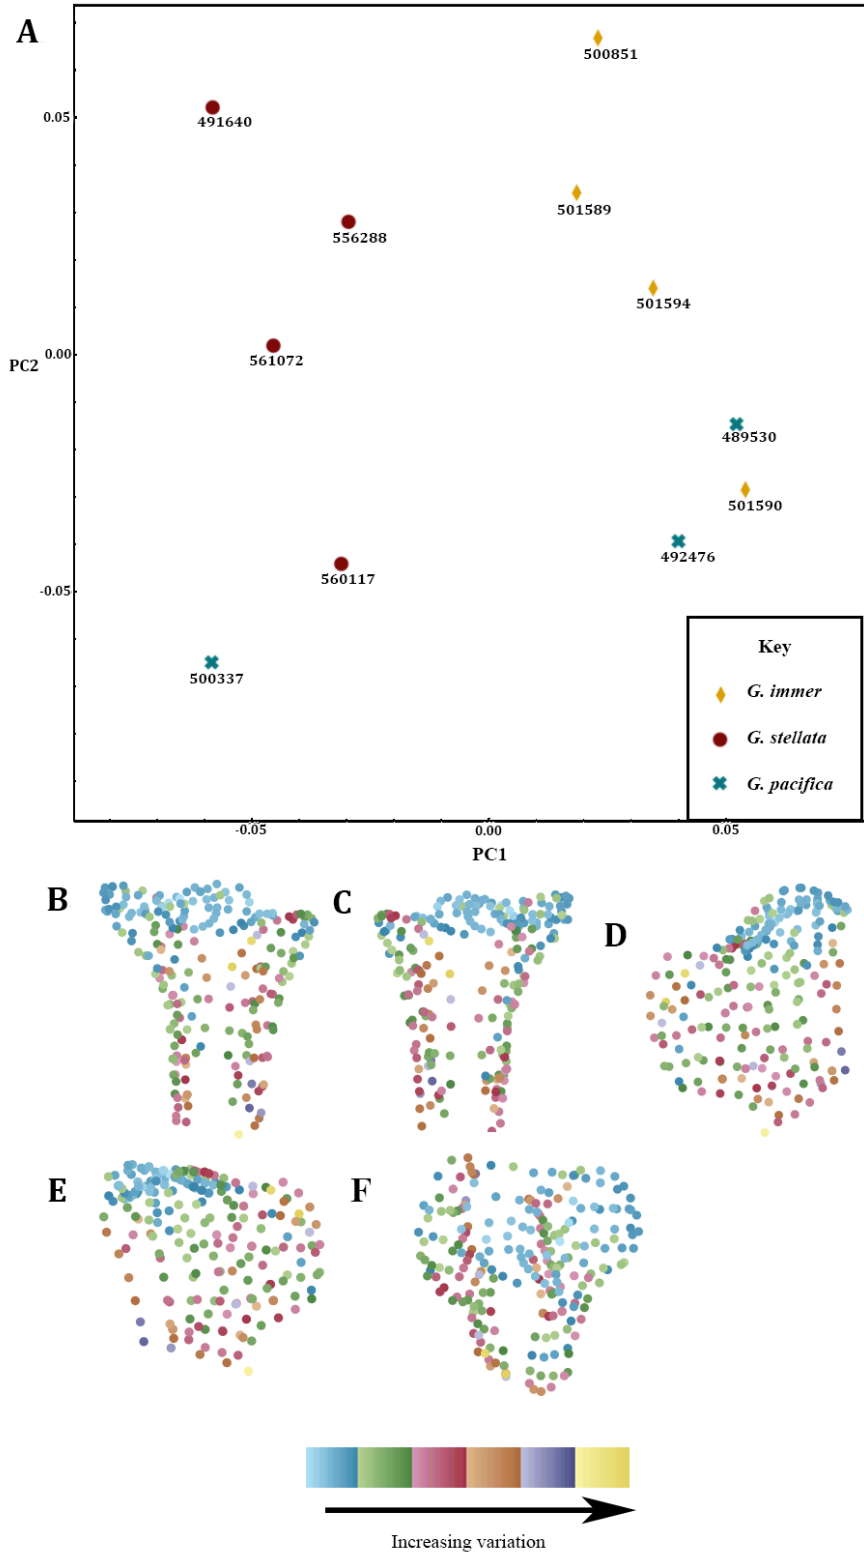 A
500851
0.05
491640
501589
556288
501594
0.00
PC2
561072
489530
501590
492476
560117
-0.05
500337
Key
G. immer
G. stellata
G. pacifica
-0.05
0.00
0.05
PC1
B
C
D
E
F
Increasing variation